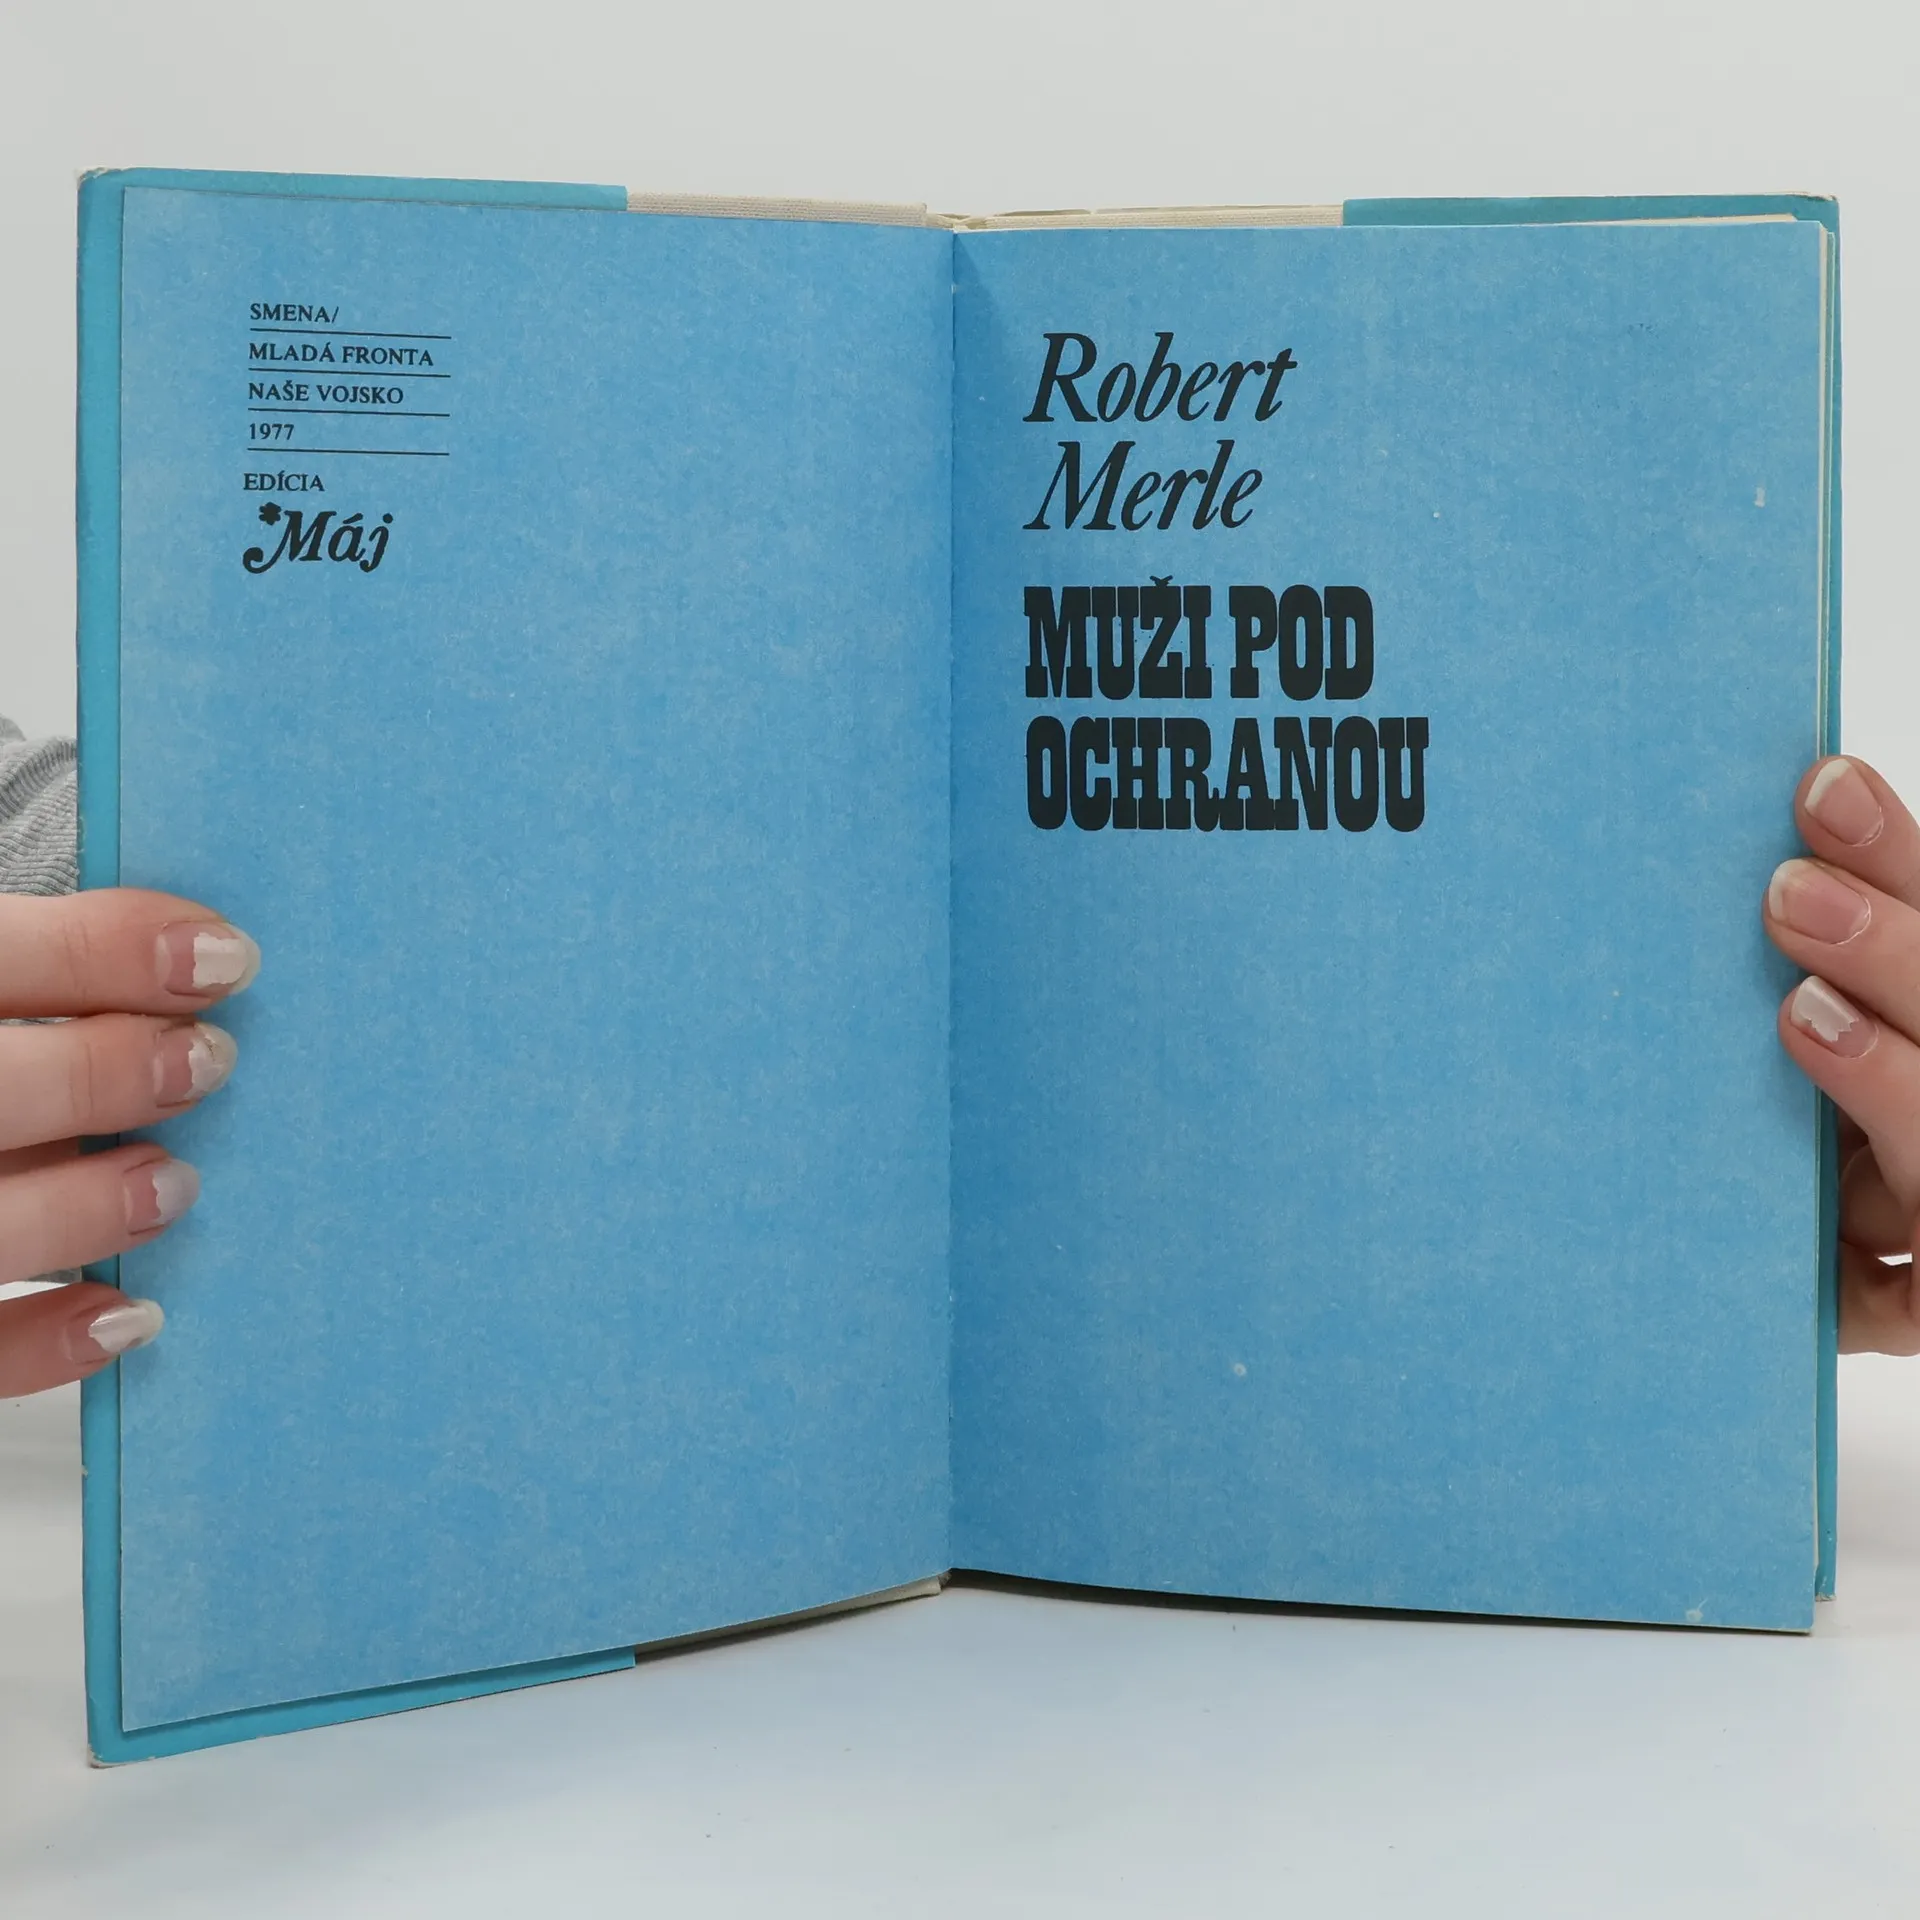 SMENA/
MLADÁ FRONTA
NAŠE VOJSKO
1977
EDÍCIA
Máj
Robert
Merle
MUŽI POD
OCHRANOU